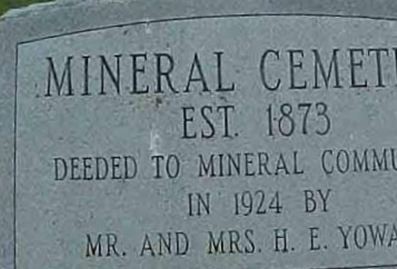 MINERAL CEMET
EST. 1873
DEEDED TO MINERAL COMMU
IN 1924 BY
MR. AND MRS. H. E. YOWA